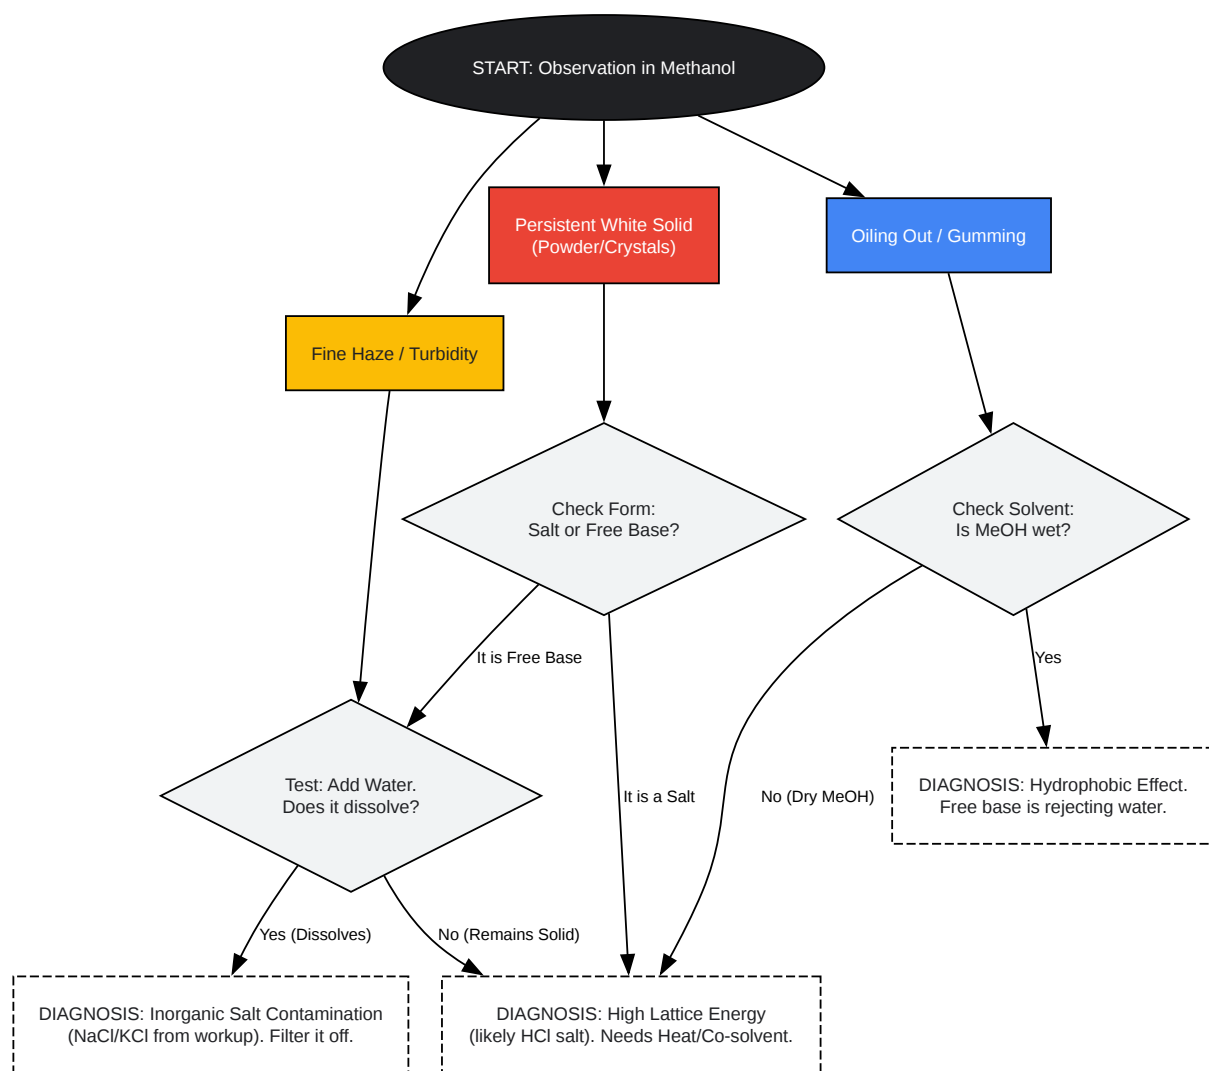 START: Observation in Methanol
Persistent White Solid
(Powder/Crystals)
Oiling Out / Gumming
Fine Haze / Turbidity
Check Form:
Salt or Free Base?
Check Solvent:
Is MeOH wet?
It is Free Base
Yes
Test: Add Water.
Does it dissolve?
It is a Salt
No (Dry MeOH)
DIAGNOSIS: Hydrophobic Effect.
Free base is rejecting water.
Yes (Dissolves)
No (Remains Solid)
DIAGNOSIS: Inorganic Salt Contamination
(NaCl/KCl from workup). Filter it off.
DIAGNOSIS: High Lattice Energy
(likely HCl salt). Needs Heat/Co-solvent.